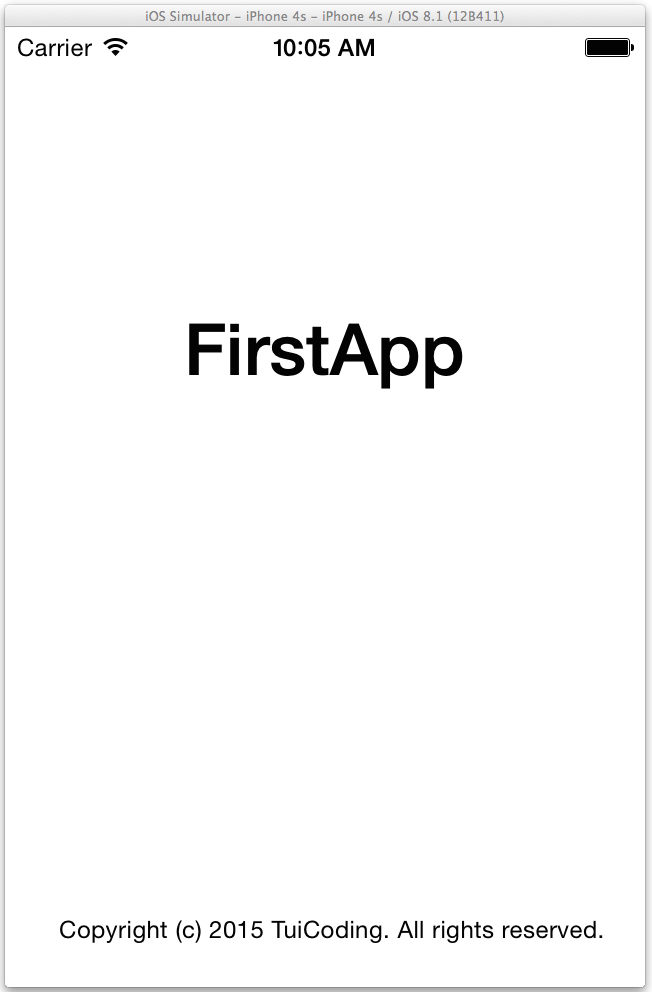 iOS Simulator – iPhone 4s – iPhone 4s / iOS 8.1 (12B411)
Carrier 10:05 AM
FirstApp
Copyright (c) 2015 TuiCoding. All rights reserved.